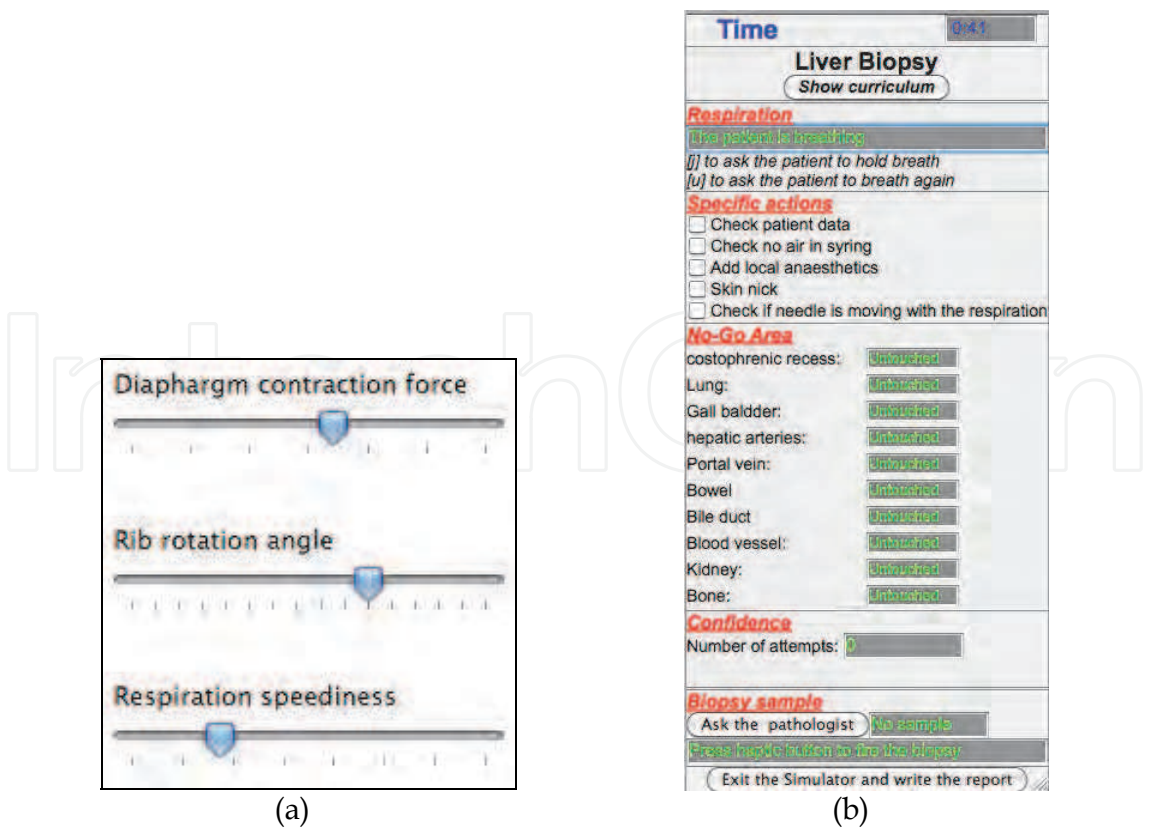 Diaphargm contraction force
Rib rotation angle
Respiration speediness
(a)
Time 0:41
Liver Biopsy
Show curriculum
Respiration
The patient is breathing
[j] to ask the patient to hold breath
[u] to ask the patient to breath again
Specific actions
Check patient data
Check no air in syring
Add local anaesthetics
Skin nick
Check if needle is moving with the respiration
No-Go Area
costophrenic recess: Untouched
Lung: Untouched
Gall baldder: Untouched
hepatic arteries: Untouched
Portal vein: Untouched
Bowel Untouched
Bile duct Untouched
Blood vessel: Untouched
Kidney: Untouched
Bone: Untouched
Confidence
Number of attempts: 0
Biopsy sample
Ask the pathologist No sample
Press haptic button to fire the biopsy
Exit the Simulator and write the report
(b)